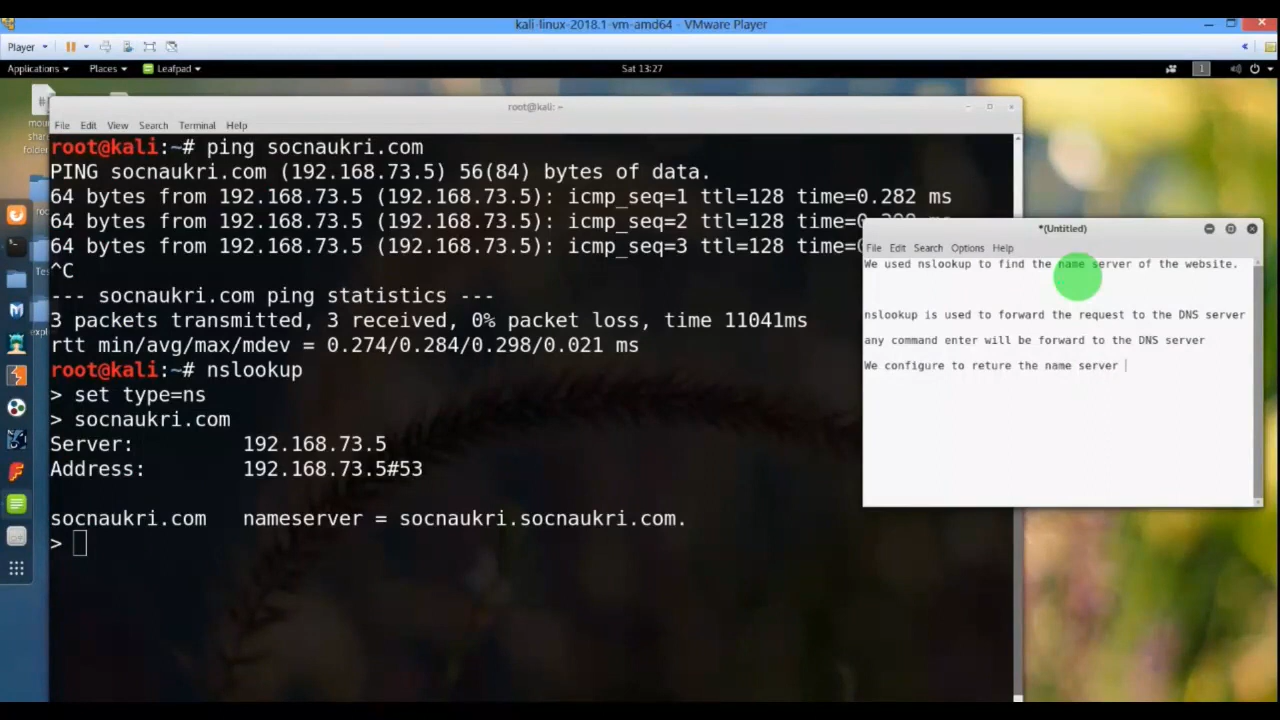 kali-linux-2018.1-vm-amd64 - VMware Player
Player
Applications Places Leafpad Sat 13:27 1
root@kali: ~
File Edit View Search Terminal Help
root@kali:~# ping socnaukri.com
PING socnaukri.com (192.168.73.5) 56(84) bytes of data.
64 bytes from 192.168.73.5 (192.168.73.5): icmp_seq=1 ttl=128 time=0.282 ms
64 bytes from 192.168.73.5 (192.168.73.5): icmp_seq=2 ttl=128
64 bytes from 192.168.73.5 (192.168.73.5): icmp_seq=3 ttl=128
^C
--- socnaukri.com ping statistics ---
3 packets transmitted, 3 received, 0% packet loss, time 11041ms
rtt min/avg/max/mdev = 0.274/0.284/0.298/0.021 ms
root@kali:~# nslookup
> set type=ns
> socnaukri.com
Server: 192.168.73.5
Address: 192.168.73.5#53
socnaukri.com nameserver = socnaukri.socnaukri.com.
>
*(Untitled)
File Edit Search Options Help
We used nslookup to find the name server of the website.
nslookup is used to forward the request to the DNS server
any command enter will be forward to the DNS server
We configure to reture the name server